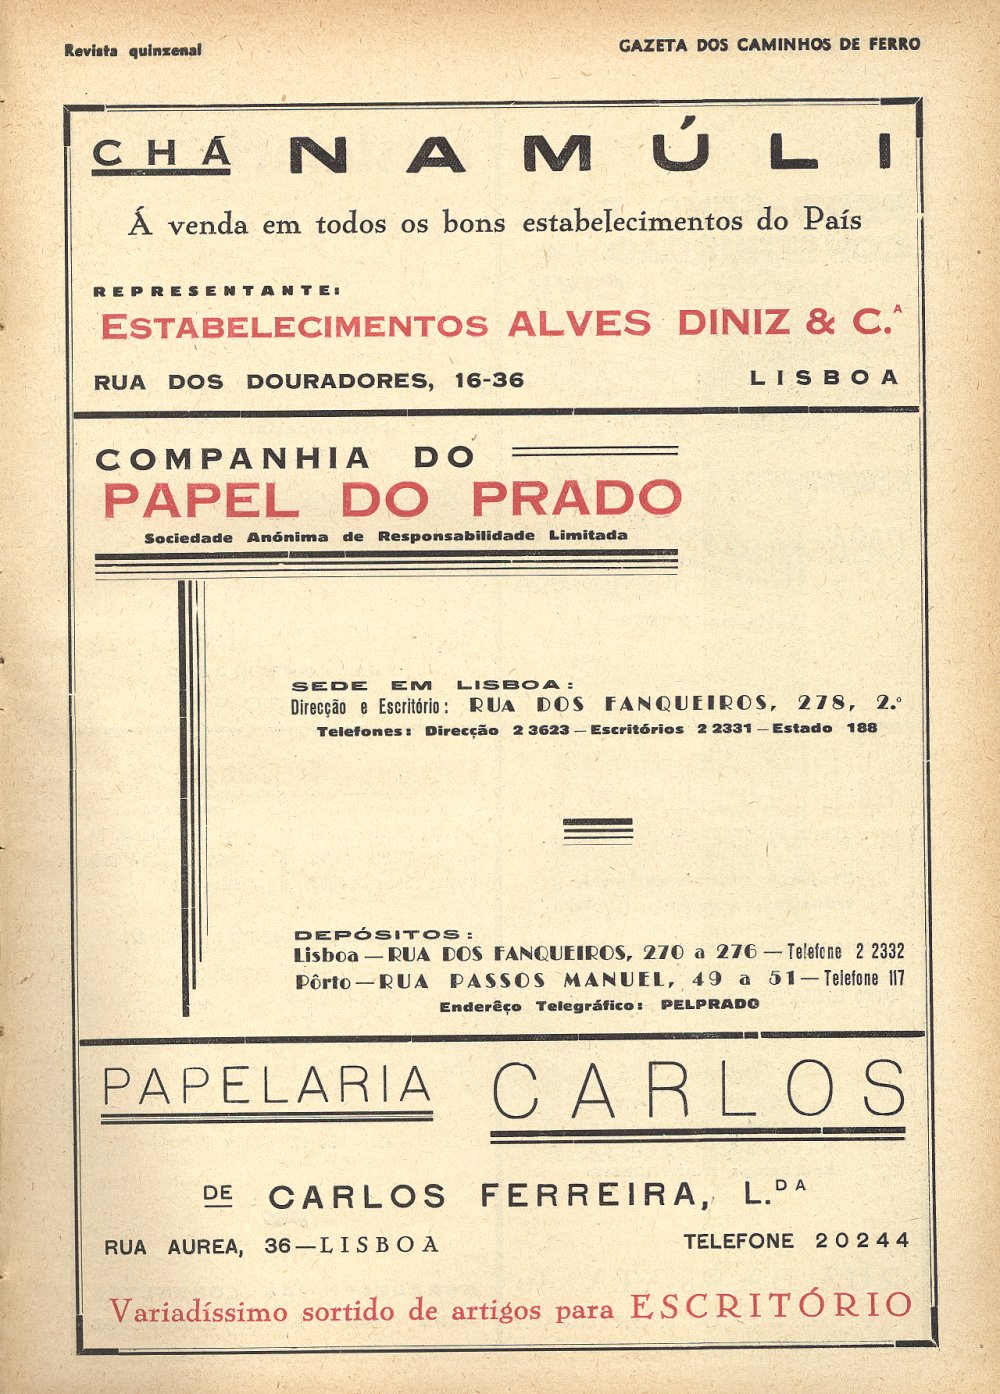 Revista quinzenal
GAZETA DOS CAMINHOS DE FERRO
CHÁ NAMÚLI
Á venda em todos os bons estabelecimentos do País
REPRESENTANTE:
ESTABELECIMENTOS ALVES DINIZ & C.A
RUA DOS DOURADORES, 16-36 LISBOA
COMPANHIA DO
PAPEL DO PRADO
Sociedade Anónima de Responsabilidade Limitada
SEDE EM LISBOA:
Direcção e Escritório: RUA DOS FANQUEIROS, 278, 2.º
Telefones: Direcção 2 3623 — Escritórios 2 2331 — Estado 188
DEPÓSITOS:
Lisboa — RUA DOS FANQUEIROS, 270 a 276 — Telefone 2 2332
Pôrto — RUA PASSOS MANUEL, 49 a 51 — Telefone 117
Enderêço Telegráfico: PELPRADO
PAPELARIA CARLOS
DE CARLOS FERREIRA, L.DA
RUA AUREA, 36 — LISBOA TELEFONE 20244
Variadíssimo sortido de artigos para ESCRITÓRIO